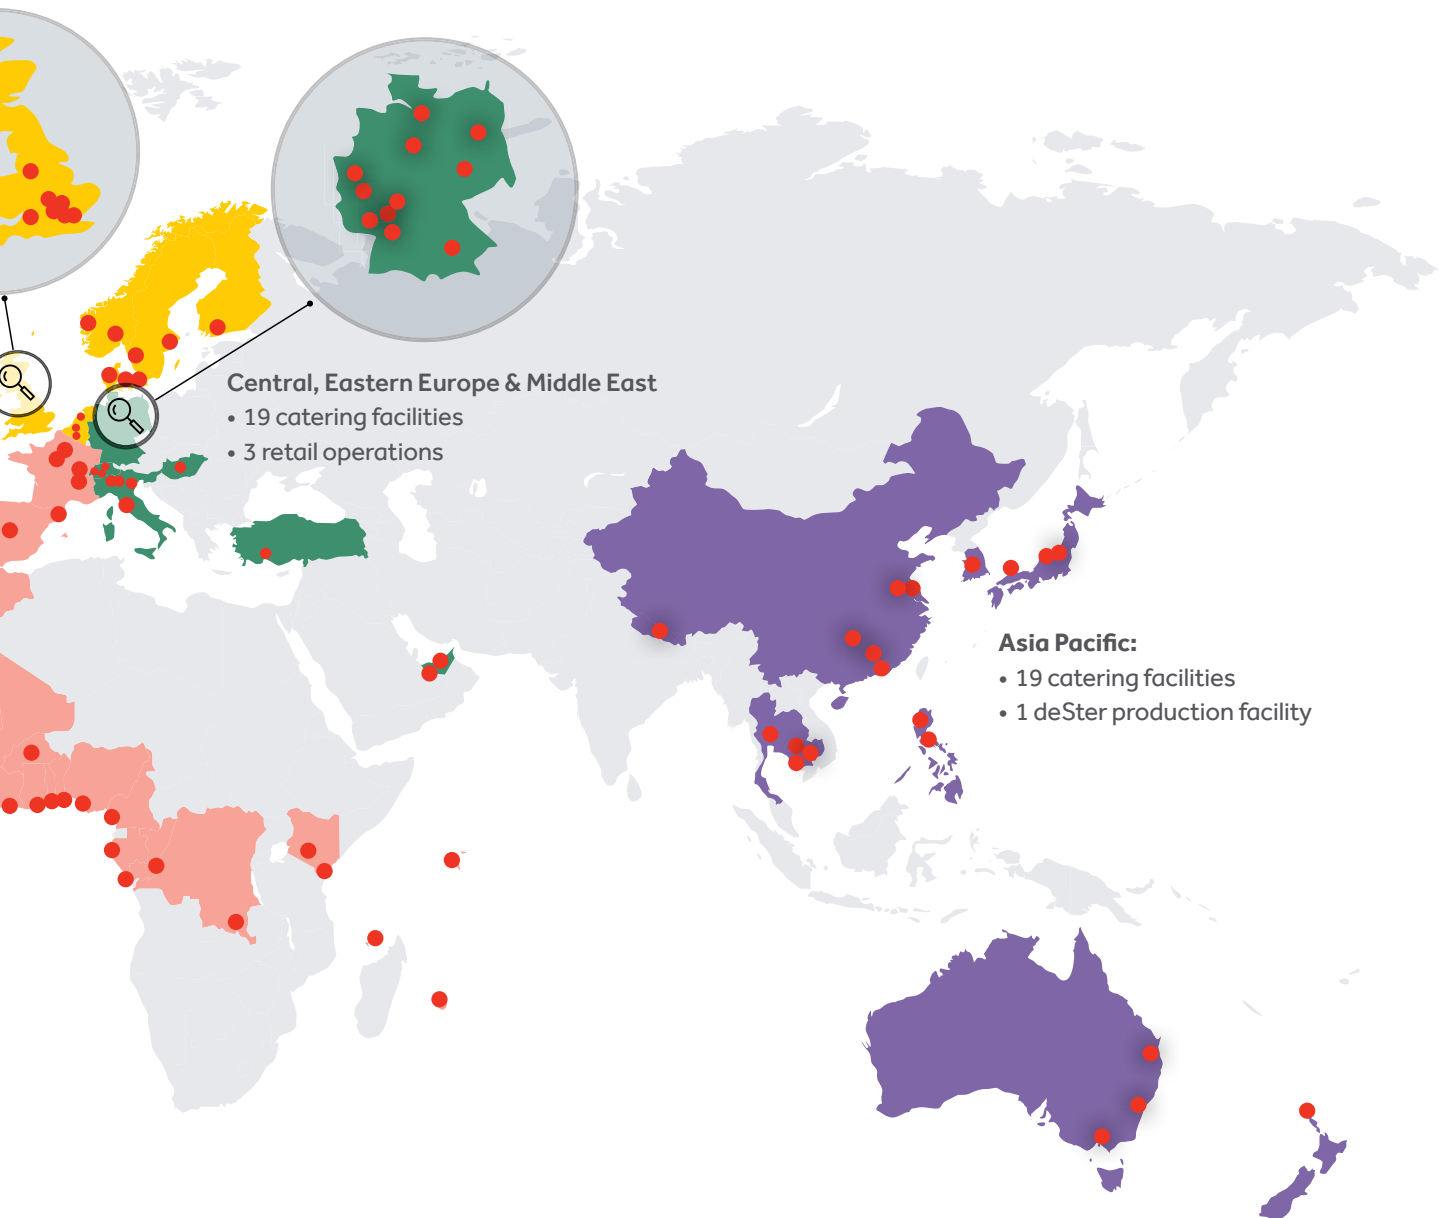 Central, Eastern Europe & Middle East
• 19 catering facilities
• 3 retail operations
Asia Pacific:
• 19 catering facilities
• 1 deSter production facility